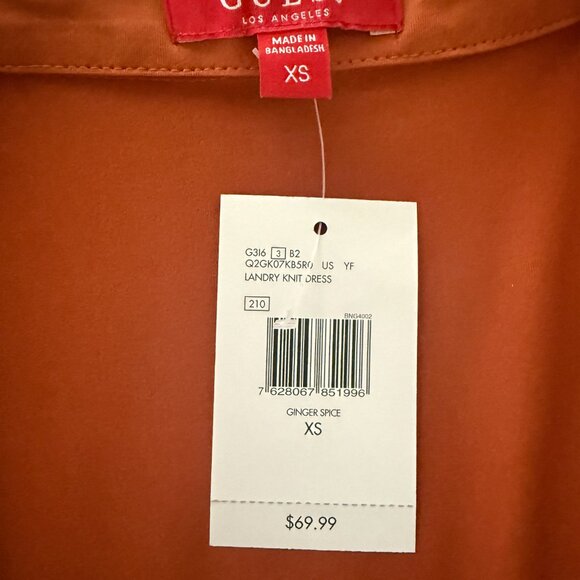 LOS ANGELES
MADE IN
BANGLADESH
XS
G3I6 3 B2
Q2GK07KB5R0 US YF
LANDRY KNIT DRESS
210
BNG4002
7 628067 851996
GINGER SPICE
XS
$69.99